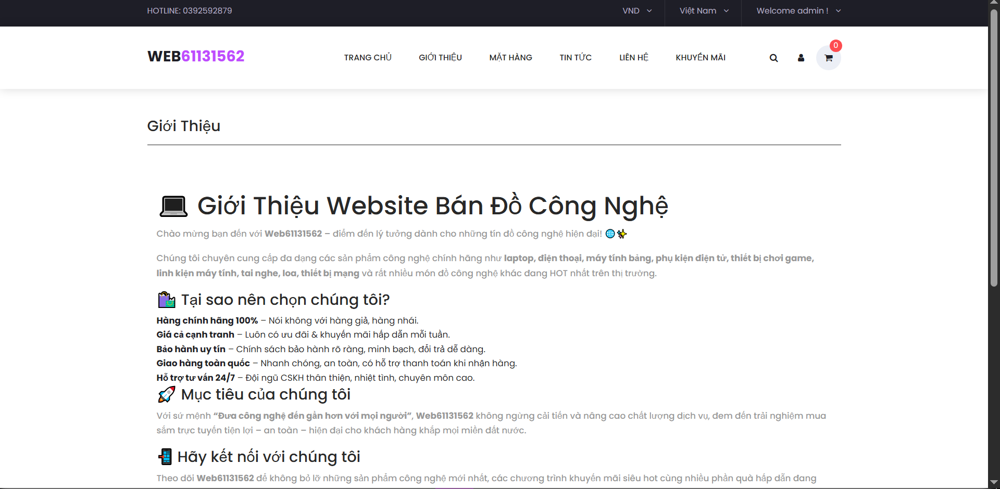 HOTLINE: 0392592879
VND
Việt Nam
Welcome admin !
WEB61131562
TRANG CHỦ
GIỚI THIỆU
MẶT HÀNG
TIN TỨC
LIÊN HỆ
KHUYẾN MÃI
0
Giới Thiệu
Giới Thiệu Website Bán Đồ Công Nghệ
Chào mừng bạn đến với Web61131562 – điểm đến lý tưởng dành cho những tín đồ công nghệ hiện đại! 🌐✨
Chúng tôi chuyên cung cấp đa dạng các sản phẩm công nghệ chính hãng như laptop, điện thoại, máy tính bảng, phụ kiện điện tử, thiết bị chơi game,
linh kiện máy tính, tai nghe, loa, thiết bị mạng và rất nhiều món đồ công nghệ khác đang HOT nhất trên thị trường.
Tại sao nên chọn chúng tôi?
Hàng chính hãng 100% – Nói không với hàng giả, hàng nhái.
Giá cả cạnh tranh – Luôn có ưu đãi & khuyến mãi hấp dẫn mỗi tuần.
Bảo hành uy tín – Chính sách bảo hành rõ ràng, minh bạch, đổi trả dễ dàng.
Giao hàng toàn quốc – Nhanh chóng, an toàn, có hỗ trợ thanh toán khi nhận hàng.
Hỗ trợ tư vấn 24/7 – Đội ngũ CSKH thân thiện, nhiệt tình, chuyên môn cao.
Mục tiêu của chúng tôi
Với sứ mệnh “Đưa công nghệ đến gần hơn với mọi người”, Web61131562 không ngừng cải tiến và nâng cao chất lượng dịch vụ, đem đến trải nghiệm mua
sắm trực tuyến tiện lợi – an toàn – hiện đại cho khách hàng khắp mọi miền đất nước.
Hãy kết nối với chúng tôi
Theo dõi Web61131562 để không bỏ lỡ những sản phẩm công nghệ mới nhất, các chương trình khuyến mãi siêu hot cùng nhiều phần quà hấp dẫn đang